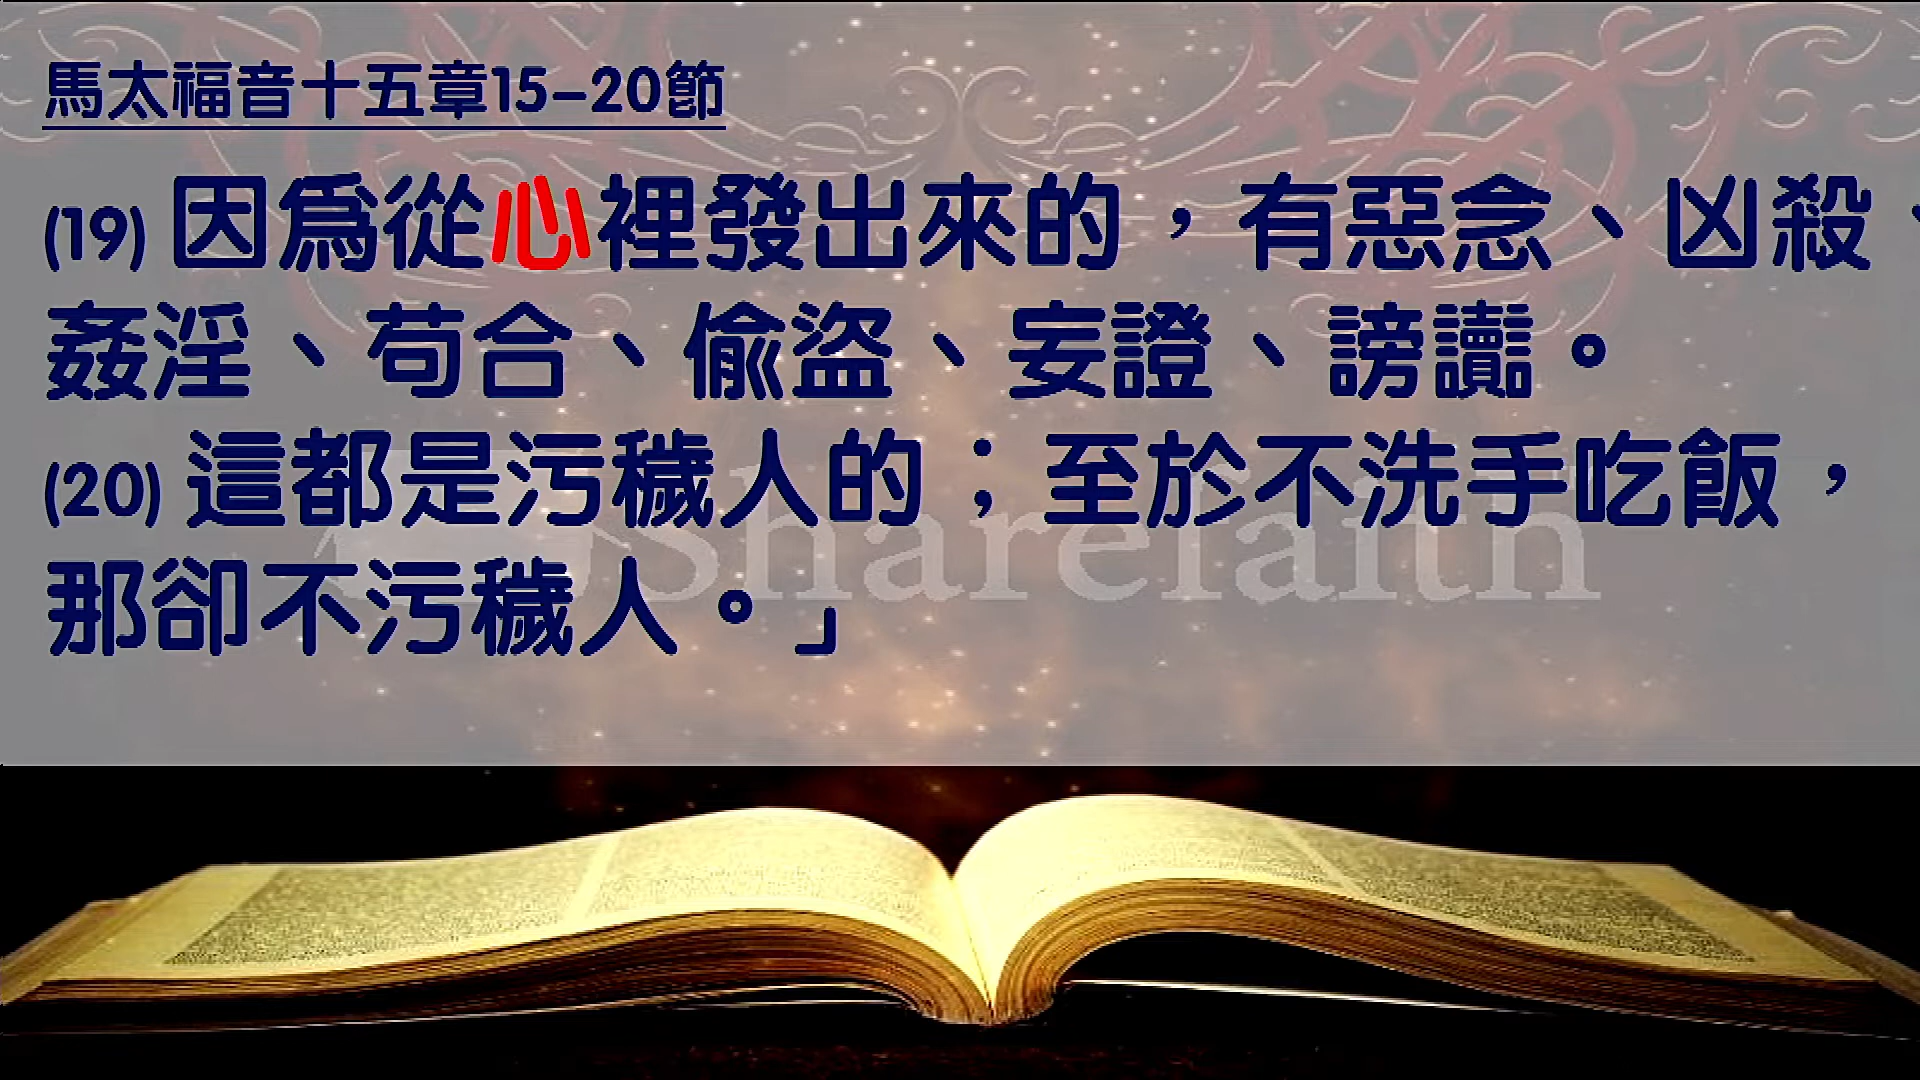 馬太福音十五章15-20節
(19) 因為從心裡發出來的，有惡念、凶殺、
姦淫、苟合、偷盜、妄證、謗讟。
(20) 這都是污穢人的；至於不洗手吃飯，
那卻不污穢人。」
Sharefaith